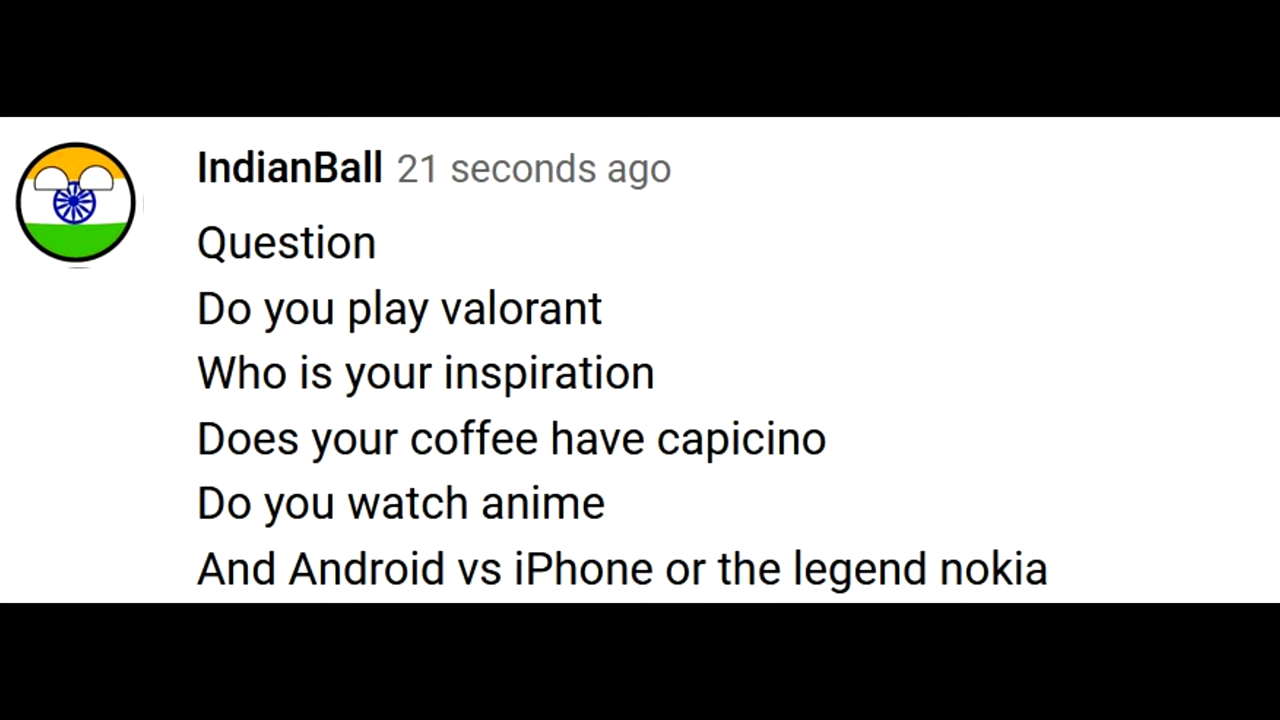 IndianBall 21 seconds ago
Question
Do you play valorant
Who is your inspiration
Does your coffee have capicino
Do you watch anime
And Android vs iPhone or the legend nokia